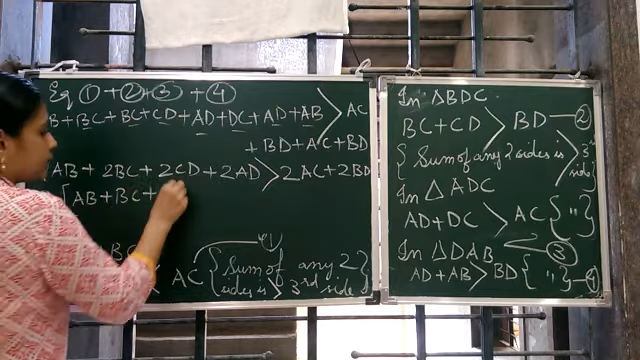 Eq ① + ② + ③ + ④
B + BC + BC + CD + AD + DC + AD + AB > AC
+ BD + AC + BD
AB + 2BC + 2CD + 2AD > 2AC + 2BD
[AB + BC +
BC
AC { Sum of any 2 sides is > 3rd side } ①
In △BDC
BC + CD > BD — ②
{ Sum of any 2 sides is > 3rd
In △ADC
AD + DC > AC { " } ③
In △DAB
AD + AB > BD { " } — ④